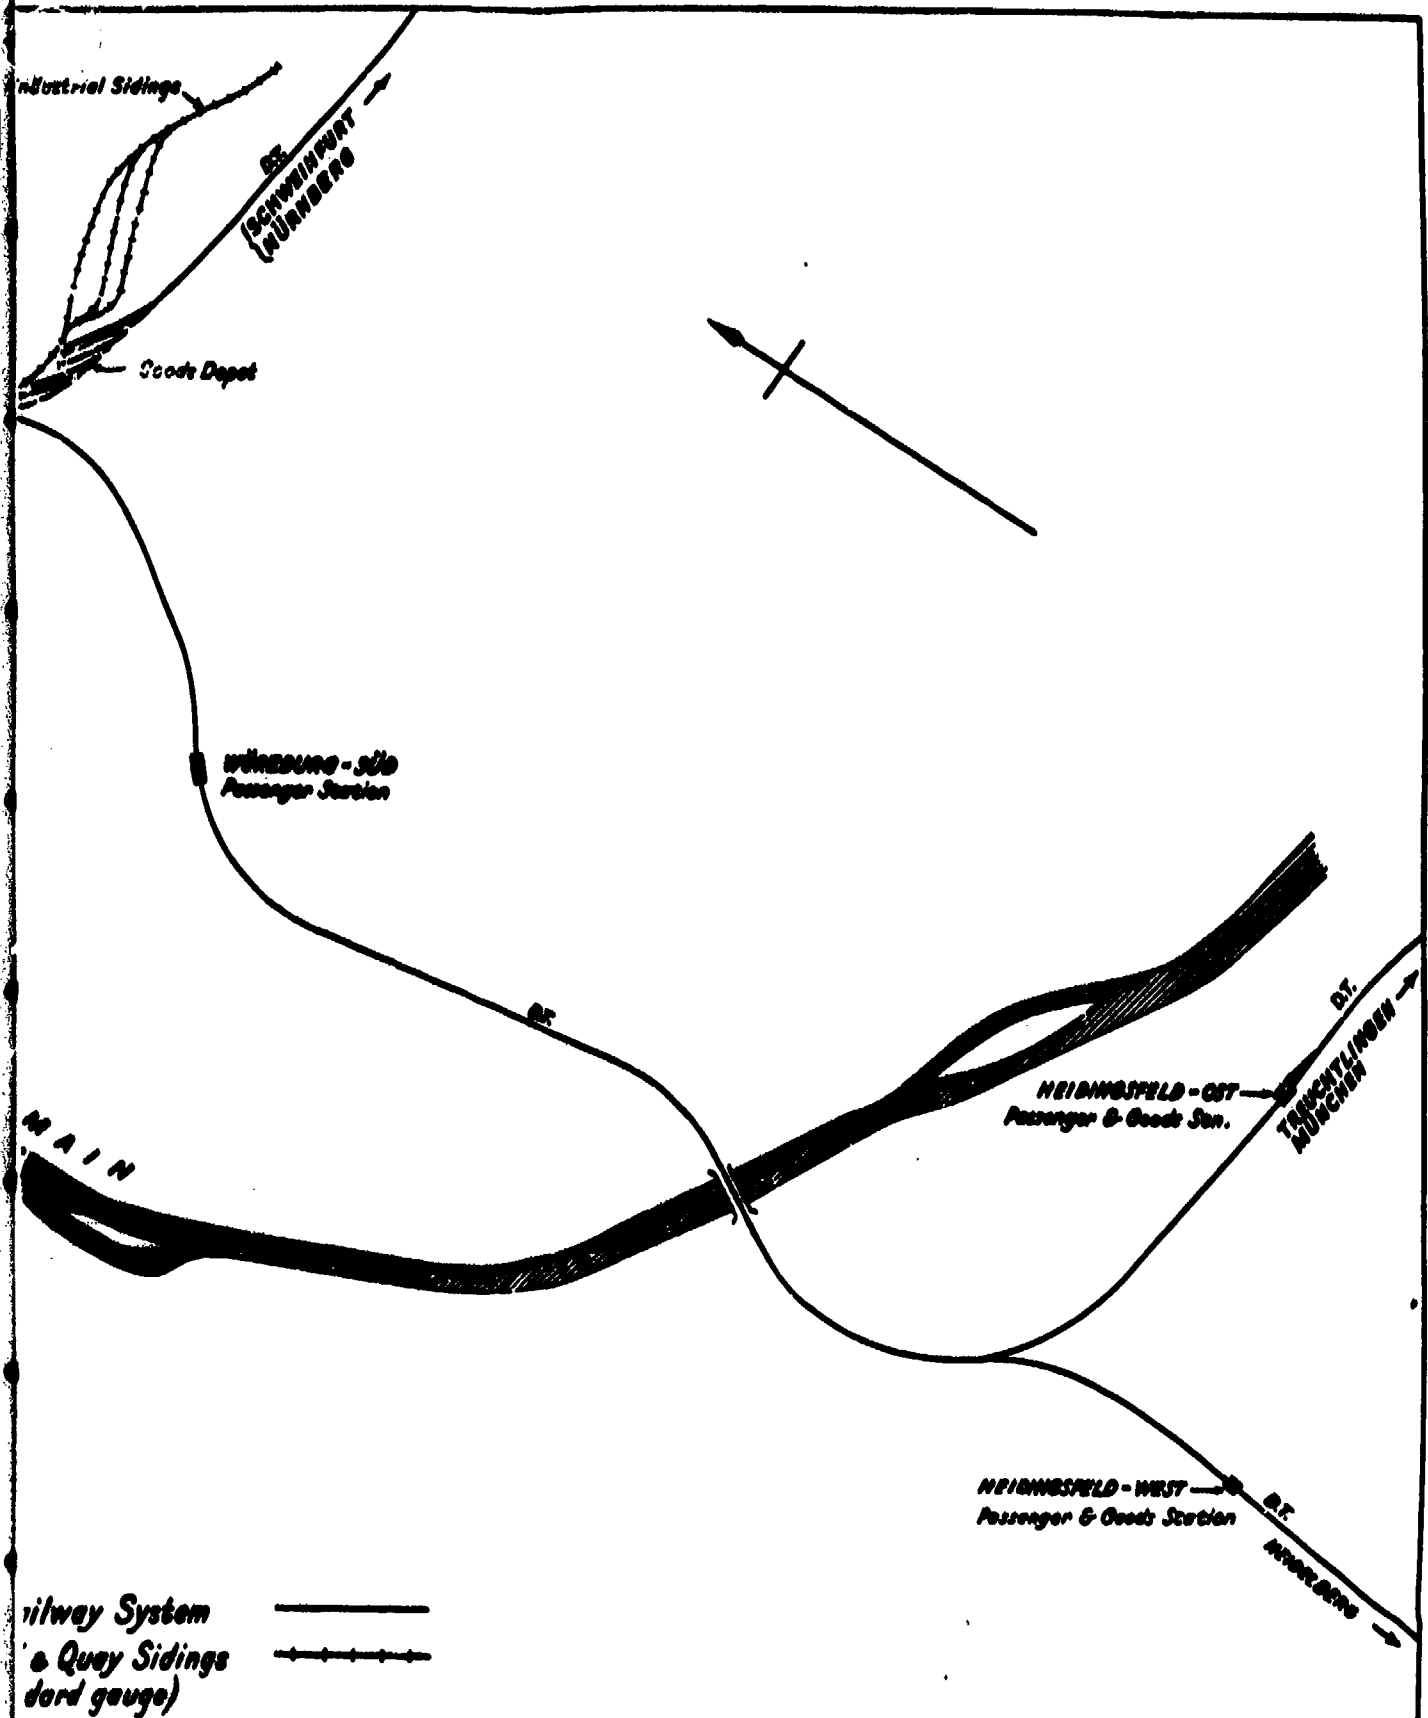 industrial Sidings
D.T.
(SCHWEINFURT
(NÜRNBERG
Goods Depot
WÜRZBURG - SÜD
Passenger Station
D.T.
MAIN
D.T.
TREUCHTLINGEN
MÜNCHEN
HEIDINGSFELD - OST
Passenger & Goods Stn.
HEIDINGSFELD - WEST
Passenger & Goods Station
D.T.
HEIDELBERG
ilway System
& Quay Sidings
dard gauge)